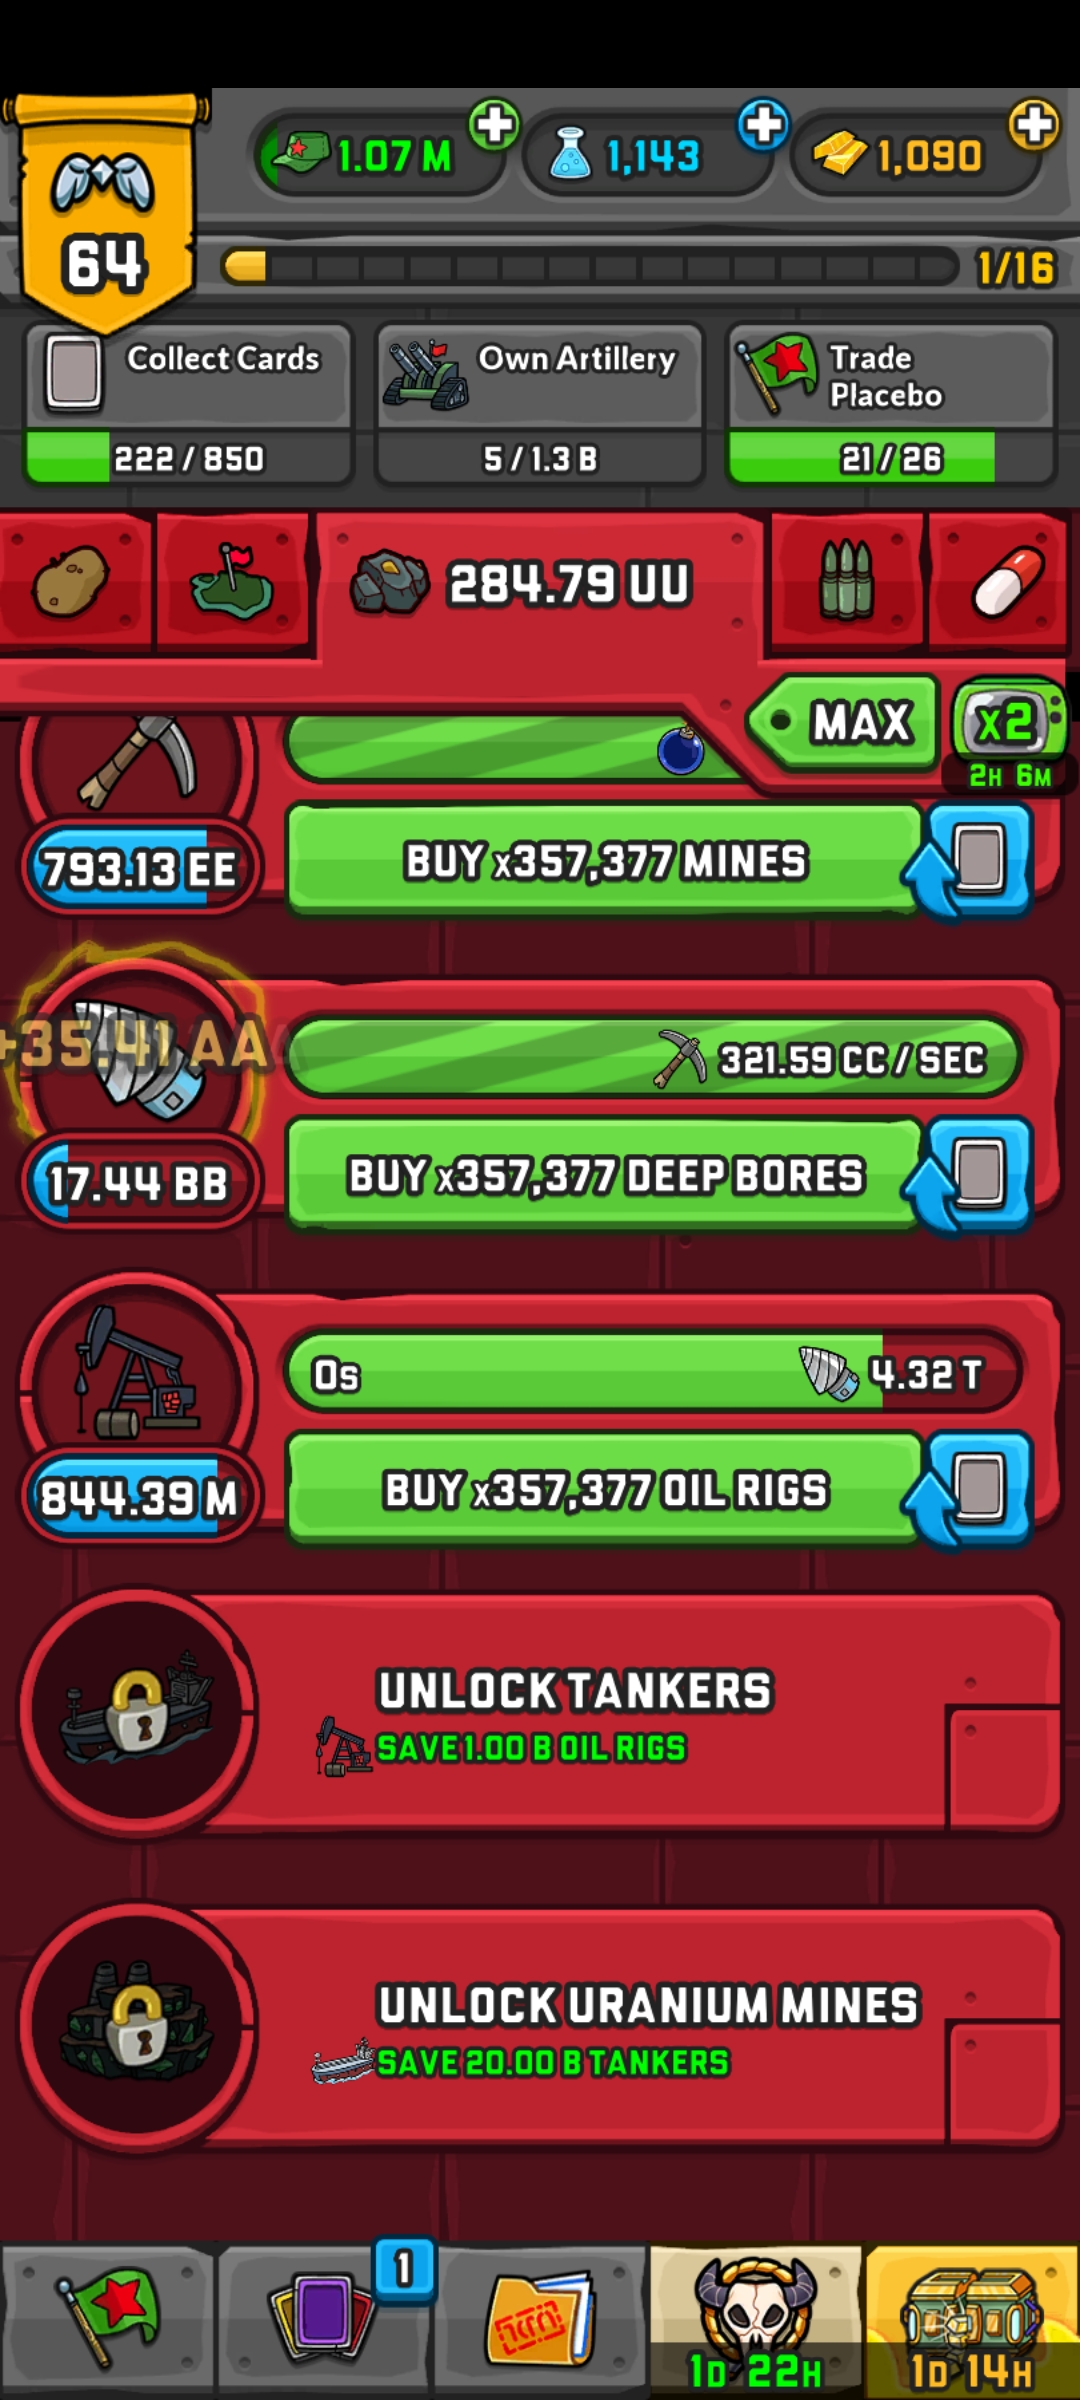 1.07 M
1,143
1,090
64
1/16
Collect Cards
Own Artillery
Trade
Placebo
222 / 850
5 / 1.3 B
21 / 26
284.79 UU
MAX
X2
2H 6M
793.13 EE
BUY x357,377 MINES
+35.41 AA
321.59 CC / SEC
17.44 BB
BUY x357,377 DEEP BORES
0s
4.32 T
844.39 M
BUY x357,377 OIL RIGS
UNLOCK TANKERS
SAVE 1.00 B OIL RIGS
UNLOCK URANIUM MINES
SAVE 20.00 B TANKERS
1
1D 22H
1D 14H